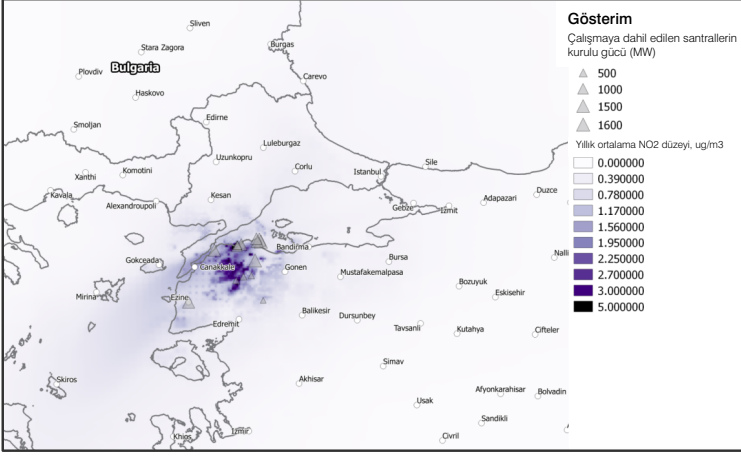 Sliven
Burgas
Stara Zagora
Bulgaria
Plovdiv
Carevo
Haskovo
Edirne
Smoljan
Luleburgaz
Uzunkopru
Corlu
Sile
Xanthi
Komotini
Istanbul
Duzce
Kavala
Kesan
Adapazari
Alexandroupoli
Gebze
Izmit
Bandirma
Nalli
Gokceada
Canakkale
Gonen
Bursa
Mustafakemalpasa
Bozuyuk
Eskisehir
Mirina
Ezine
Balikesir
Dursunbey
Edremit
Tavsanli
Kutahya
Cifteler
Simav
Skiros
Akhisar
Afyonkarahisar
Bolvadin
Usak
Sandikli
Khios
Izmir
Civril
Gösterim
Çalışmaya dahil edilen santrallerin
kurulu gücü (MW)
500
1000
1500
1600
Yıllık ortalama NO2 düzeyi, ug/m3
0.000000
0.390000
0.780000
1.170000
1.560000
1.950000
2.250000
2.700000
3.000000
5.000000